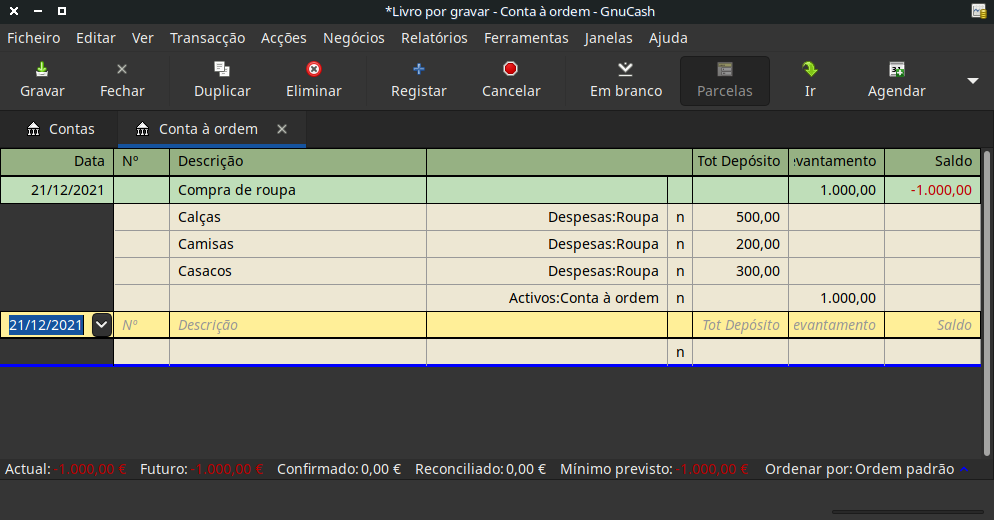 *Livro por gravar - Conta à ordem - GnuCash
Ficheiro Editar Ver Transacção Acções Negócios Relatórios Ferramentas Janelas Ajuda
Gravar Fechar Duplicar Eliminar Registar Cancelar Em branco Parcelas Ir Agendar
Contas Conta à ordem
Data Nº Descrição Tot Depósito evantamento Saldo
21/12/2021 Compra de roupa 1.000,00 -1.000,00
Calças Despesas:Roupa n 500,00
Camisas Despesas:Roupa n 200,00
Casacos Despesas:Roupa n 300,00
Activos:Conta à ordem n 1.000,00
21/12/2021 Nº Descrição Tot Depósito evantamento Saldo
n
Actual: -1.000,00 € Futuro: -1.000,00 € Confirmado: 0,00 € Reconciliado: 0,00 € Mínimo previsto: -1.000,00 € Ordenar por: Ordem padrão